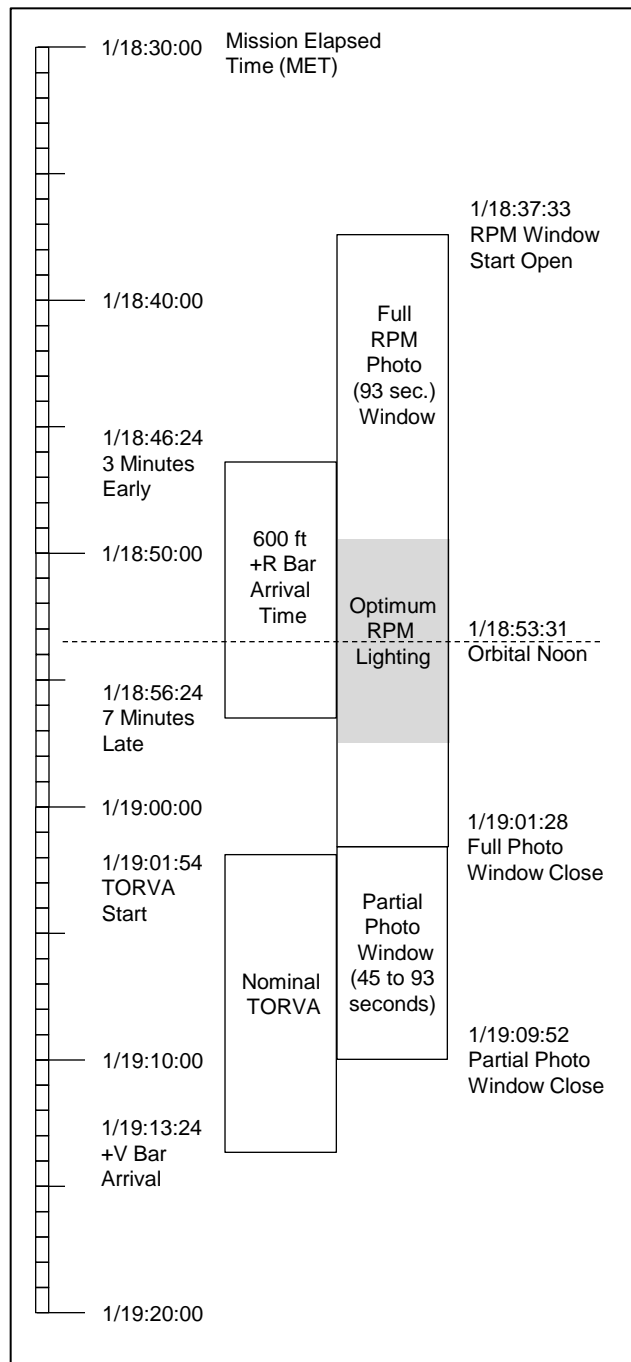 1/18:30:00
Mission Elapsed
Time (MET)
1/18:37:33
RPM Window
Start Open
1/18:40:00
Full
RPM
Photo
(93 sec.)
Window
1/18:46:24
3 Minutes
Early
1/18:50:00
600 ft
+R Bar
Arrival
Time
Optimum
RPM
Lighting
1/18:53:31
Orbital Noon
1/18:56:24
7 Minutes
Late
1/19:00:00
1/19:01:28
Full Photo
Window Close
1/19:01:54
TORVA
Start
Partial
Photo
Window
(45 to 93
seconds)
Nominal
TORVA
1/19:09:52
Partial Photo
Window Close
1/19:10:00
1/19:13:24
+V Bar
Arrival
1/19:20:00